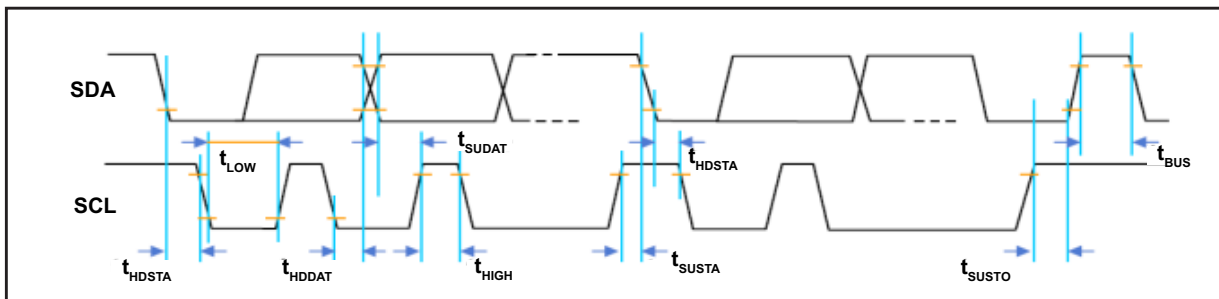 SDA
tSUDAT
tLOW
tHDSTA
tBUS
SCL
tHDSTA
tHDDAT
tHIGH
tSUSTA
tSUSTO